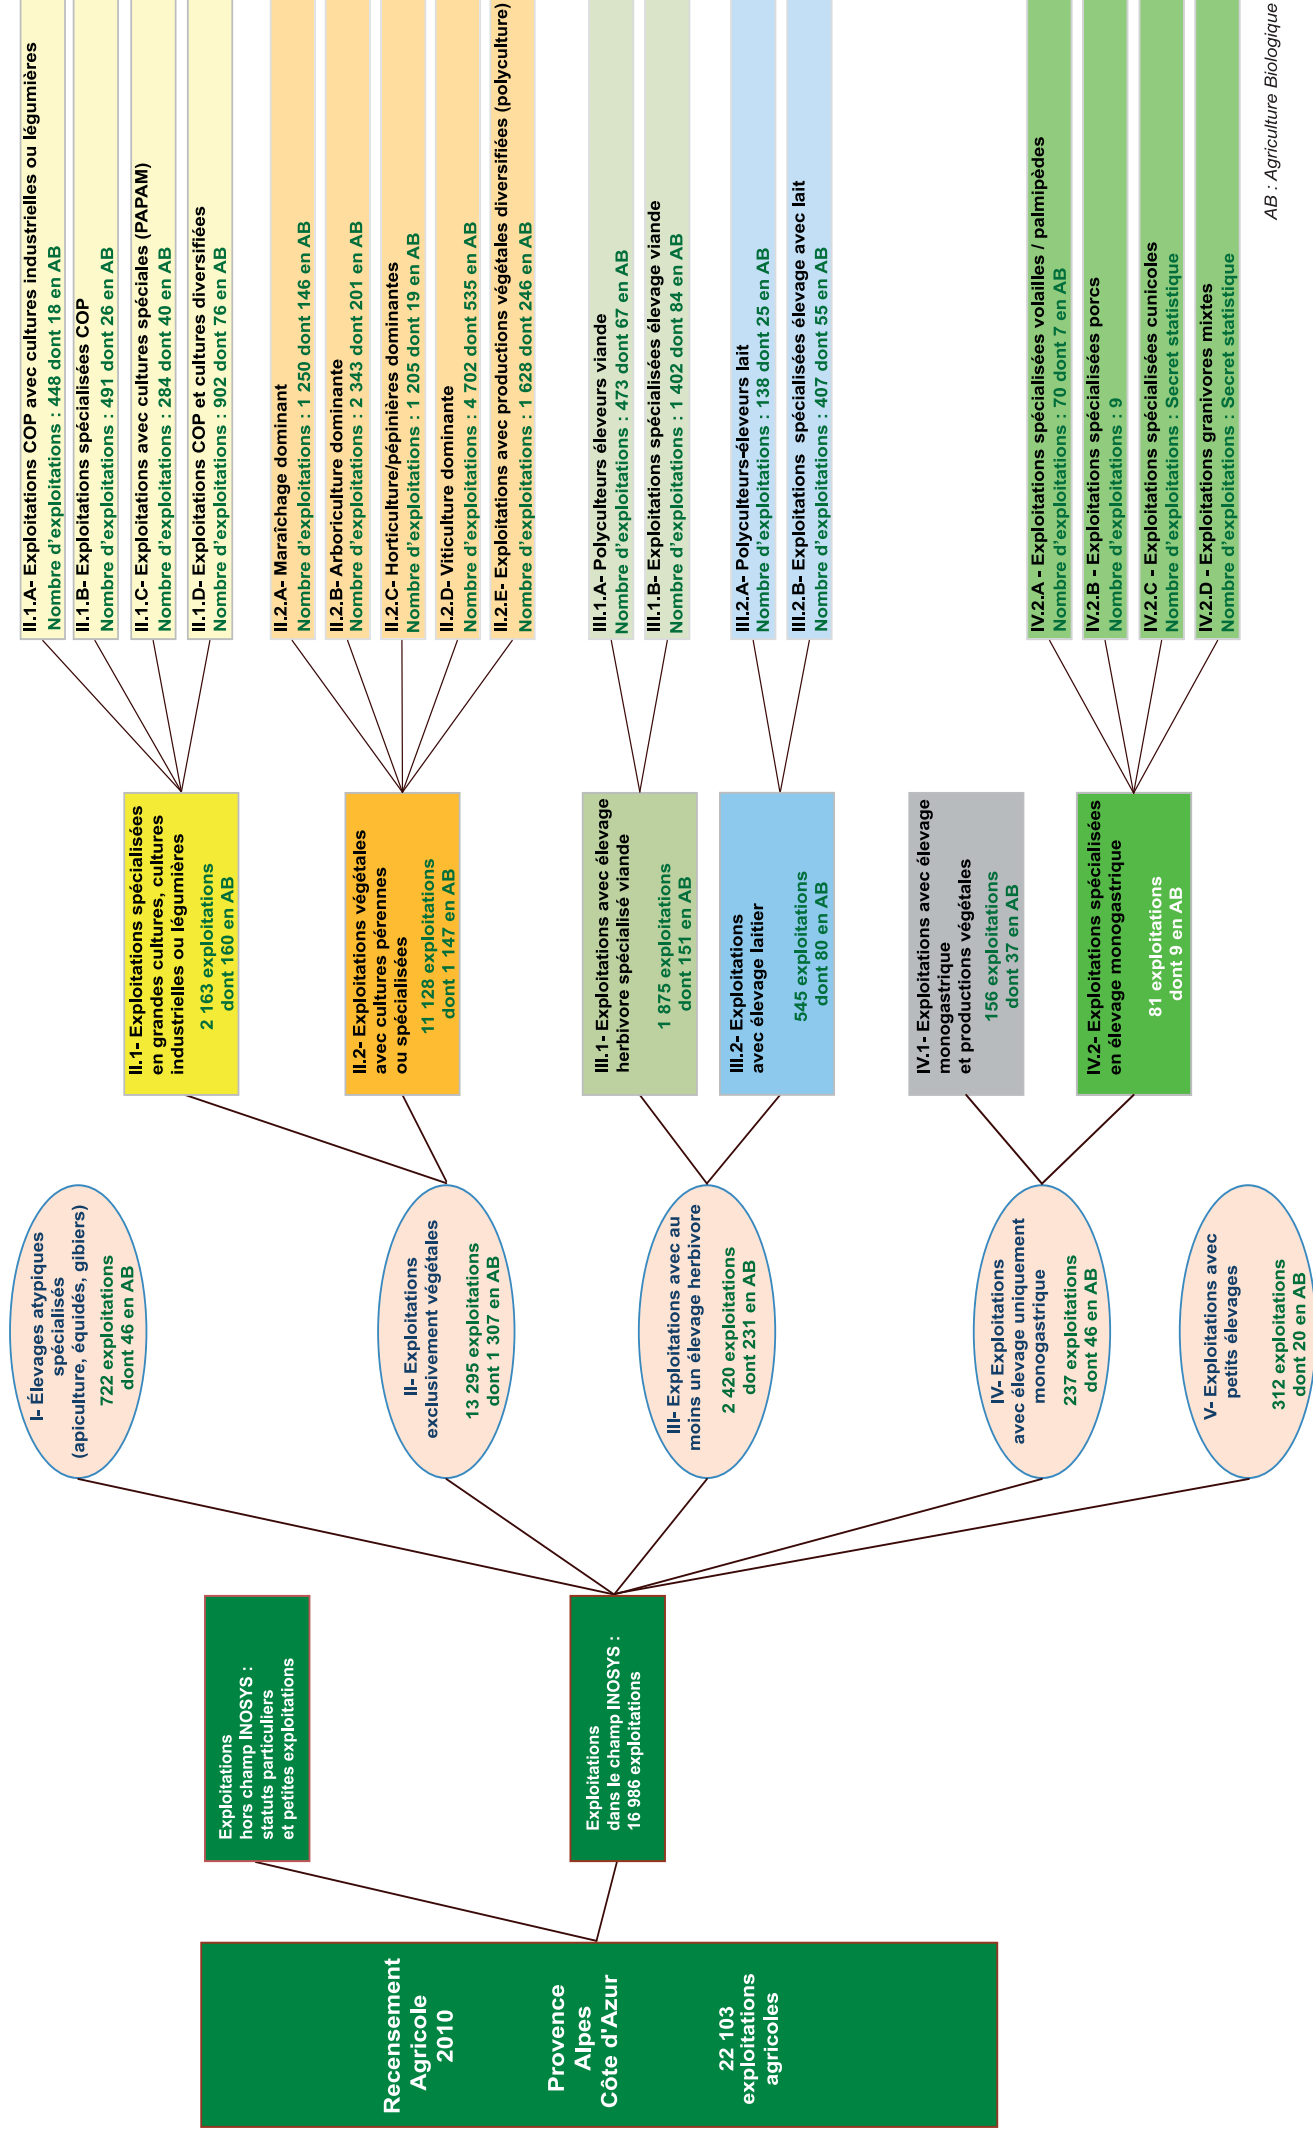 Recensement
Agricole
2010
Provence
Alpes
Côte d'Azur
22 103
exploitations
agricoles
Exploitations
hors champ INOSYS :
statuts particuliers
et petites exploitations
Exploitations
dans le champ INOSYS :
16 986 exploitations
I- Élevages atypiques
spécialisés
(apiculture, équidés, gibiers)
722 exploitations
dont 46 en AB
II- Exploitations
exclusivement végétales
13 295 exploitations
dont 1 307 en AB
III- Exploitations avec au
moins un élevage herbivore
2 420 exploitations
dont 231 en AB
IV- Exploitations
avec élevage uniquement
monogastrique
237 exploitations
dont 46 en AB
V- Exploitations avec
petits élevages
312 exploitations
dont 20 en AB
II.1- Exploitations spécialisées
en grandes cultures, cultures
industrielles ou légumières
2 163 exploitations
dont 160 en AB
II.2- Exploitations végétales
avec cultures pérennes
ou spécialisées
11 128 exploitations
dont 1 147 en AB
III.1- Exploitations avec élevage
herbivore spécialisé viande
1 875 exploitations
dont 151 en AB
III.2- Exploitations
avec élevage laitier
545 exploitations
dont 80 en AB
IV.1- Exploitations avec élevage
monogastrique
et productions végétales
156 exploitations
dont 37 en AB
IV.2- Exploitations spécialisées
en élevage monogastrique
81 exploitations
dont 9 en AB
II.1.A- Exploitations COP avec cultures industrielles ou légumières
Nombre d'exploitations : 448 dont 18 en AB
II.1.B- Exploitations spécialisées COP
Nombre d'exploitations : 491 dont 26 en AB
II.1.C- Exploitations avec cultures spéciales (PAPAM)
Nombre d'exploitations : 284 dont 40 en AB
II.1.D- Exploitations COP et cultures diversifiées
Nombre d'exploitations : 902 dont 76 en AB
II.2.A- Maraîchage dominant
Nombre d'exploitations : 1 250 dont 146 en AB
II.2.B- Arboriculture dominante
Nombre d'exploitations : 2 343 dont 201 en AB
II.2.C- Horticulture/pépinières dominantes
Nombre d'exploitations : 1 205 dont 19 en AB
II.2.D- Viticulture dominante
Nombre d'exploitations : 4 702 dont 535 en AB
II.2.E- Exploitations avec productions végétales diversifiées (polyculture)
Nombre d'exploitations : 1 628 dont 246 en AB
III.1.A- Polyculteurs éleveurs viande
Nombre d'exploitations : 473 dont 67 en AB
III.1.B- Exploitations spécialisées élevage viande
Nombre d'exploitations : 1 402 dont 84 en AB
III.2.A- Polyculteurs-éleveurs lait
Nombre d'exploitations : 138 dont 25 en AB
III.2.B- Exploitations spécialisées élevage avec lait
Nombre d'exploitations : 407 dont 55 en AB
IV.2.A - Exploitations spécialisées volailles / palmipèdes
Nombre d'exploitations : 70 dont 7 en AB
IV.2.B - Exploitations spécialisées porcs
Nombre d'exploitations : 9
IV.2.C - Exploitations spécialisées cunicoles
Nombre d'exploitations : Secret statistique
IV.2.D - Exploitations granivores mixtes
Nombre d'exploitations : Secret statistique
AB : Agriculture Biologique